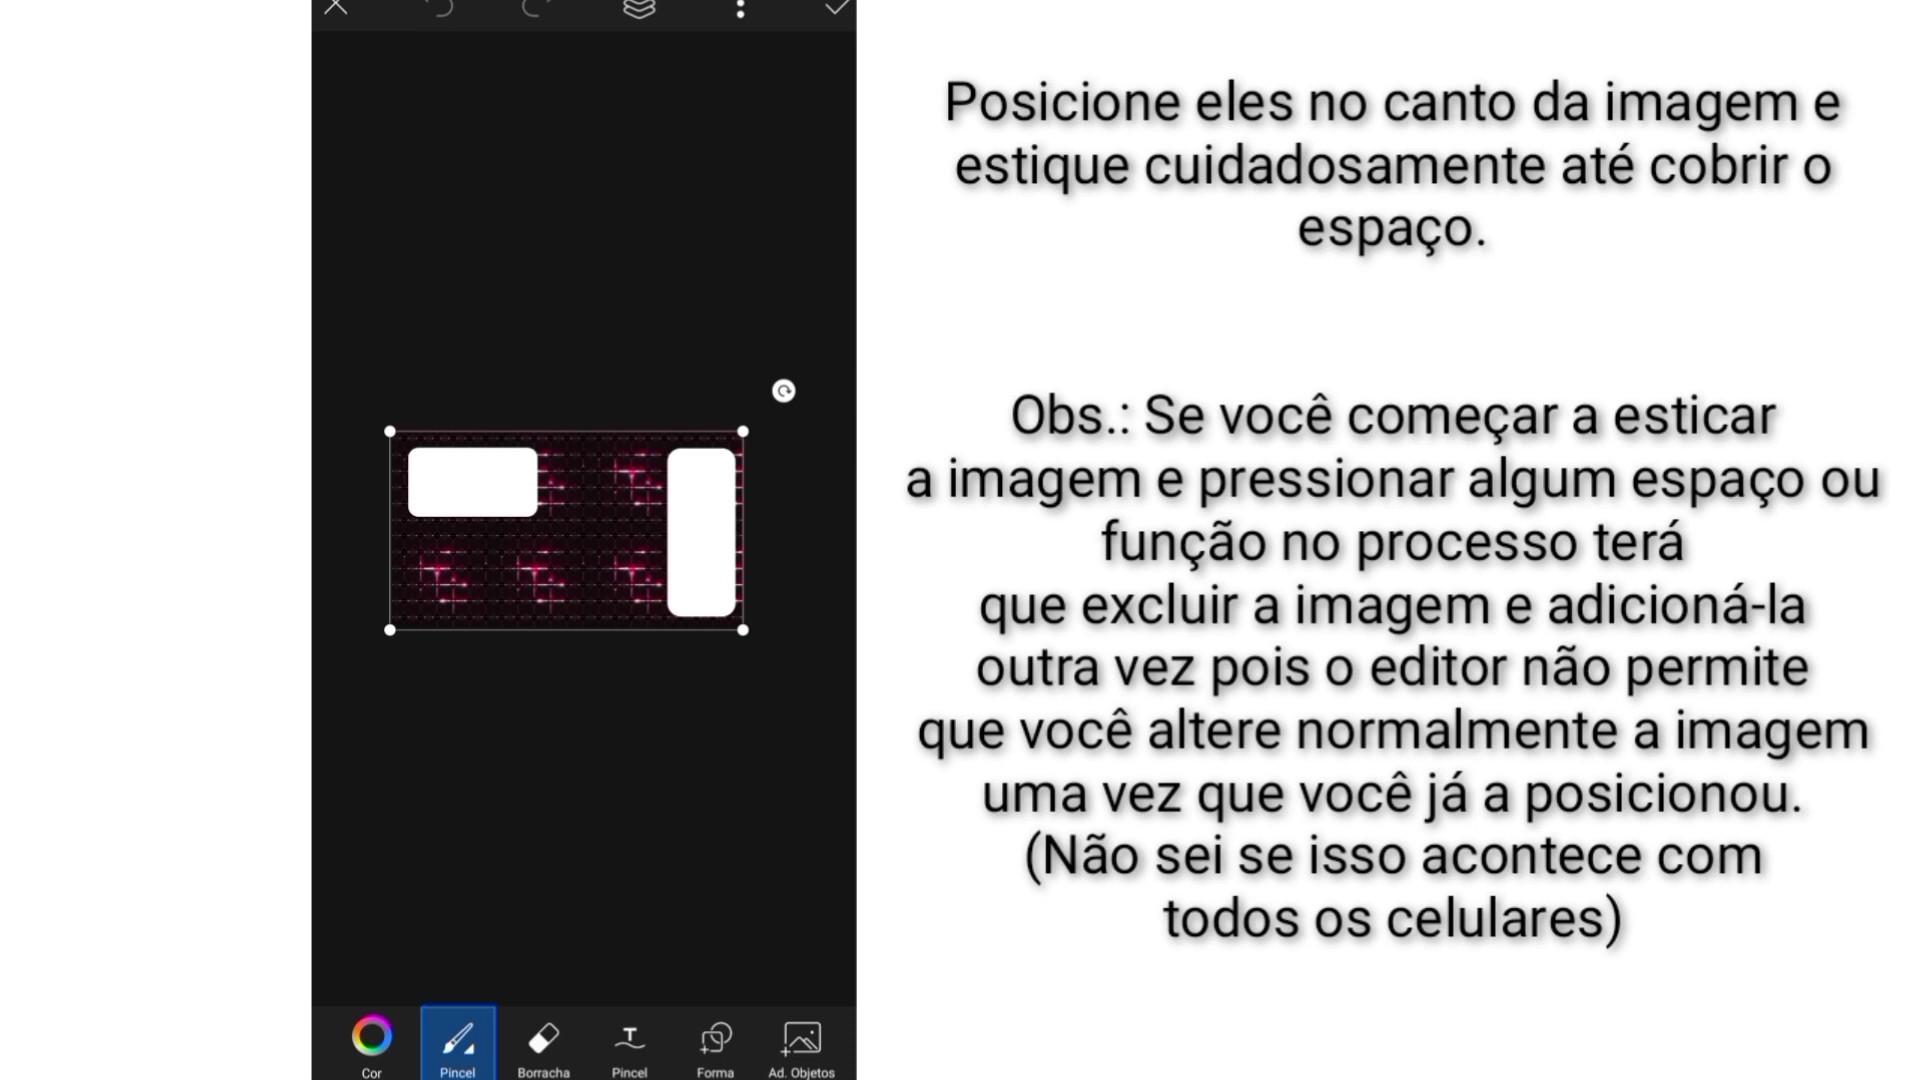 Posicione eles no canto da imagem e
estique cuidadosamente até cobrir o
espaço.
Obs.: Se você começar a esticar
a imagem e pressionar algum espaço ou
função no processo terá
que excluir a imagem e adicioná-la
outra vez pois o editor não permite
que você altere normalmente a imagem
uma vez que você já a posicionou.
(Não sei se isso acontece com
todos os celulares)
Cor Pincel Borracha Pincel Forma Ad. Objetos